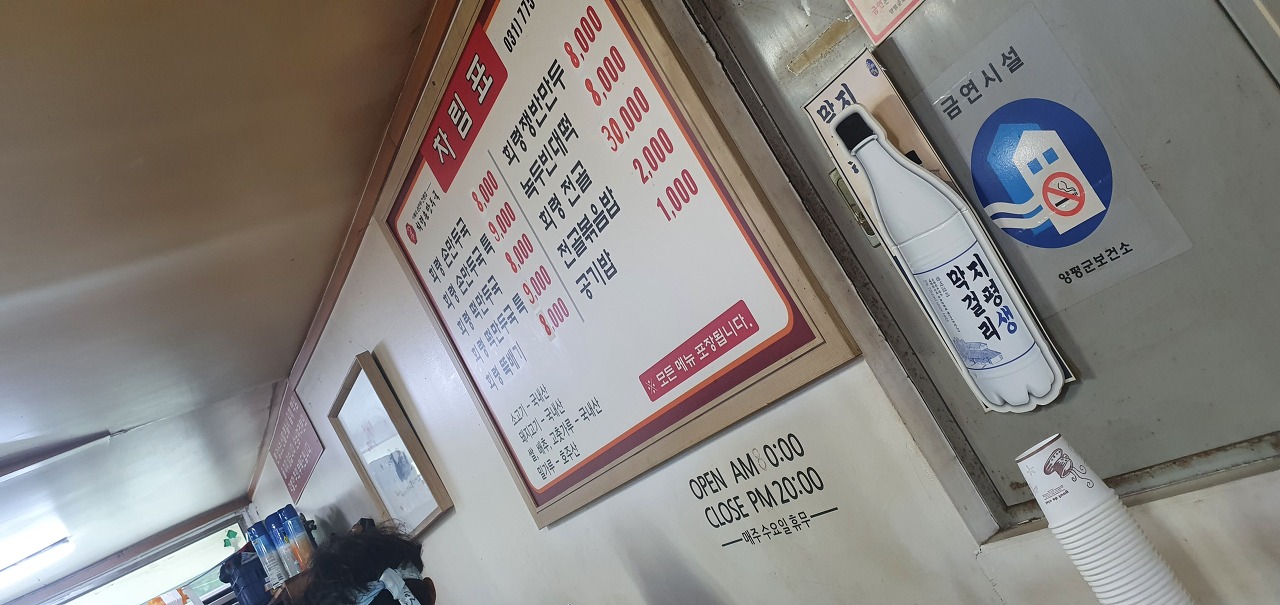 차림표
회령 손만두국 8,000
회령 손만두국 특 9,000
회령 떡만두국 8,000
회령 떡만두국 특 9,000
회령 뚝배기 8,000
회령쟁반만두 8,000
녹두빈대떡 8,000
회령 전골 30,000
전골볶음밥 2,000
공기밥 1,000
소고기 - 국내산
돼지고기 - 국내산
쌀, 배추, 고춧가루 - 국내산
밀가루 - 호주산
※ 모든 메뉴 포장됩니다.
OPEN AM 8:00
CLOSE PM 20:00
매주 수요일 휴무
지평생
막걸리
금연시설
양평군보건소